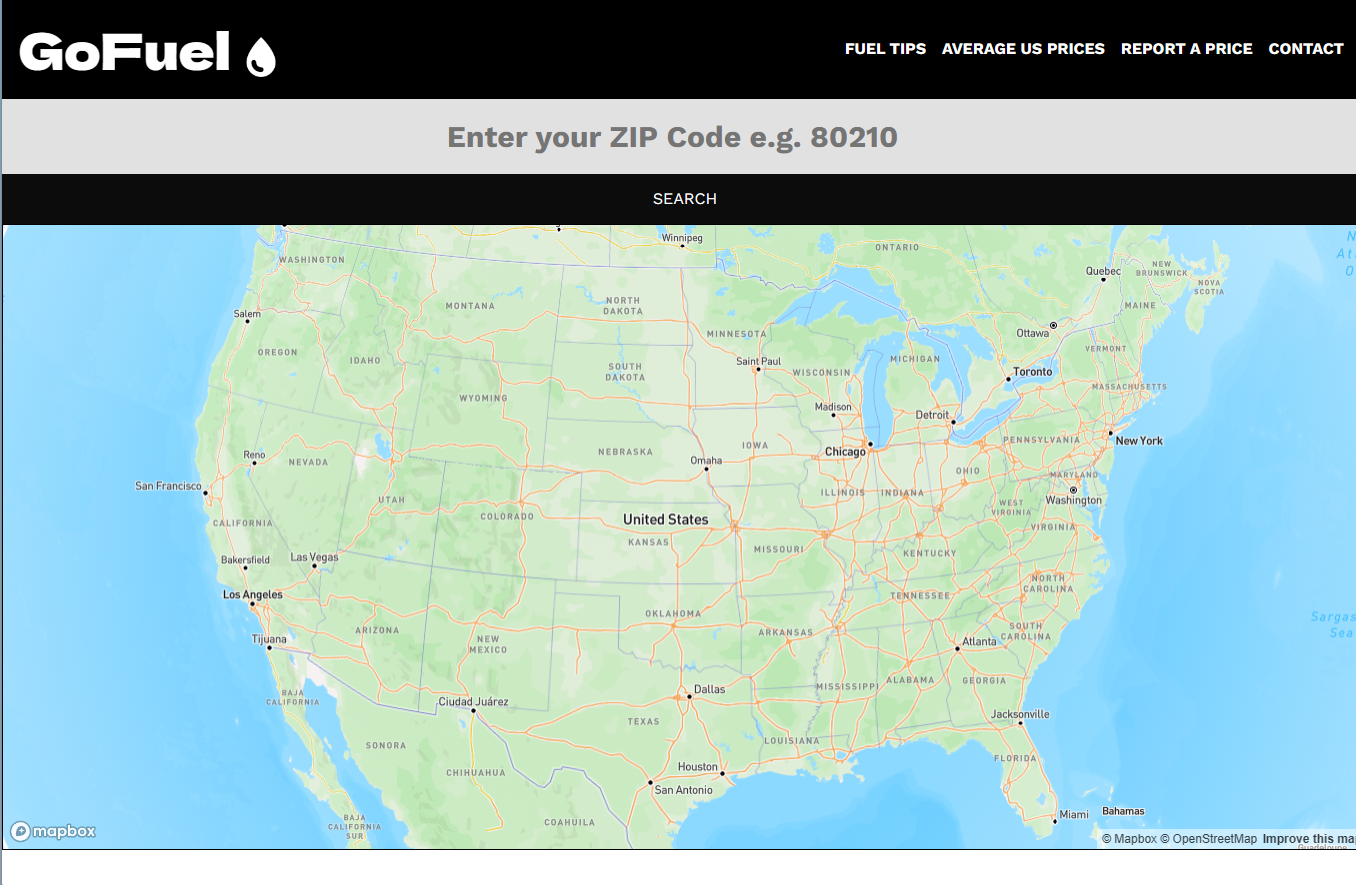 GoFuel
FUEL TIPS AVERAGE US PRICES REPORT A PRICE CONTACT
Enter your ZIP Code e.g. 80210
SEARCH
Winnipeg
ONTARIO
WASHINGTON
Quebec
NEW
BRUNSWICK
NOVA
SCOTIA
MONTANA
NORTH
DAKOTA
MAINE
Salem
MINNESOTA
Ottawa
OREGON
IDAHO
VERMONT
SOUTH
DAKOTA
Saint Paul
WISCONSIN
MICHIGAN
Toronto
MASSACHUSETTS
WYOMING
Madison
Detroit
New York
PENNSYLVANIA
Reno
NEVADA
NEBRASKA
IOWA
Chicago
Omaha
OHIO
MARYLAND
San Francisco
UTAH
ILLINOIS
INDIANA
Washington
WEST
VIRGINIA
COLORADO
United States
CALIFORNIA
VIRGINIA
KANSAS
MISSOURI
KENTUCKY
Bakersfield
Las Vegas
NORTH
CAROLINA
Los Angeles
TENNESSEE
OKLAHOMA
ARIZONA
ARKANSAS
SOUTH
CAROLINA
Sargas
Sea
Tijuana
NEW
MEXICO
Atlanta
BAJA
CALIFORNIA
Ciudad Juárez
Dallas
MISSISSIPPI
ALABAMA
GEORGIA
TEXAS
Jacksonville
SONORA
LOUISIANA
FLORIDA
CHIHUAHUA
Houston
San Antonio
BAJA
CALIFORNIA
SUR
COAHUILA
Miami
Bahamas
mapbox
© Mapbox © OpenStreetMap Improve this ma